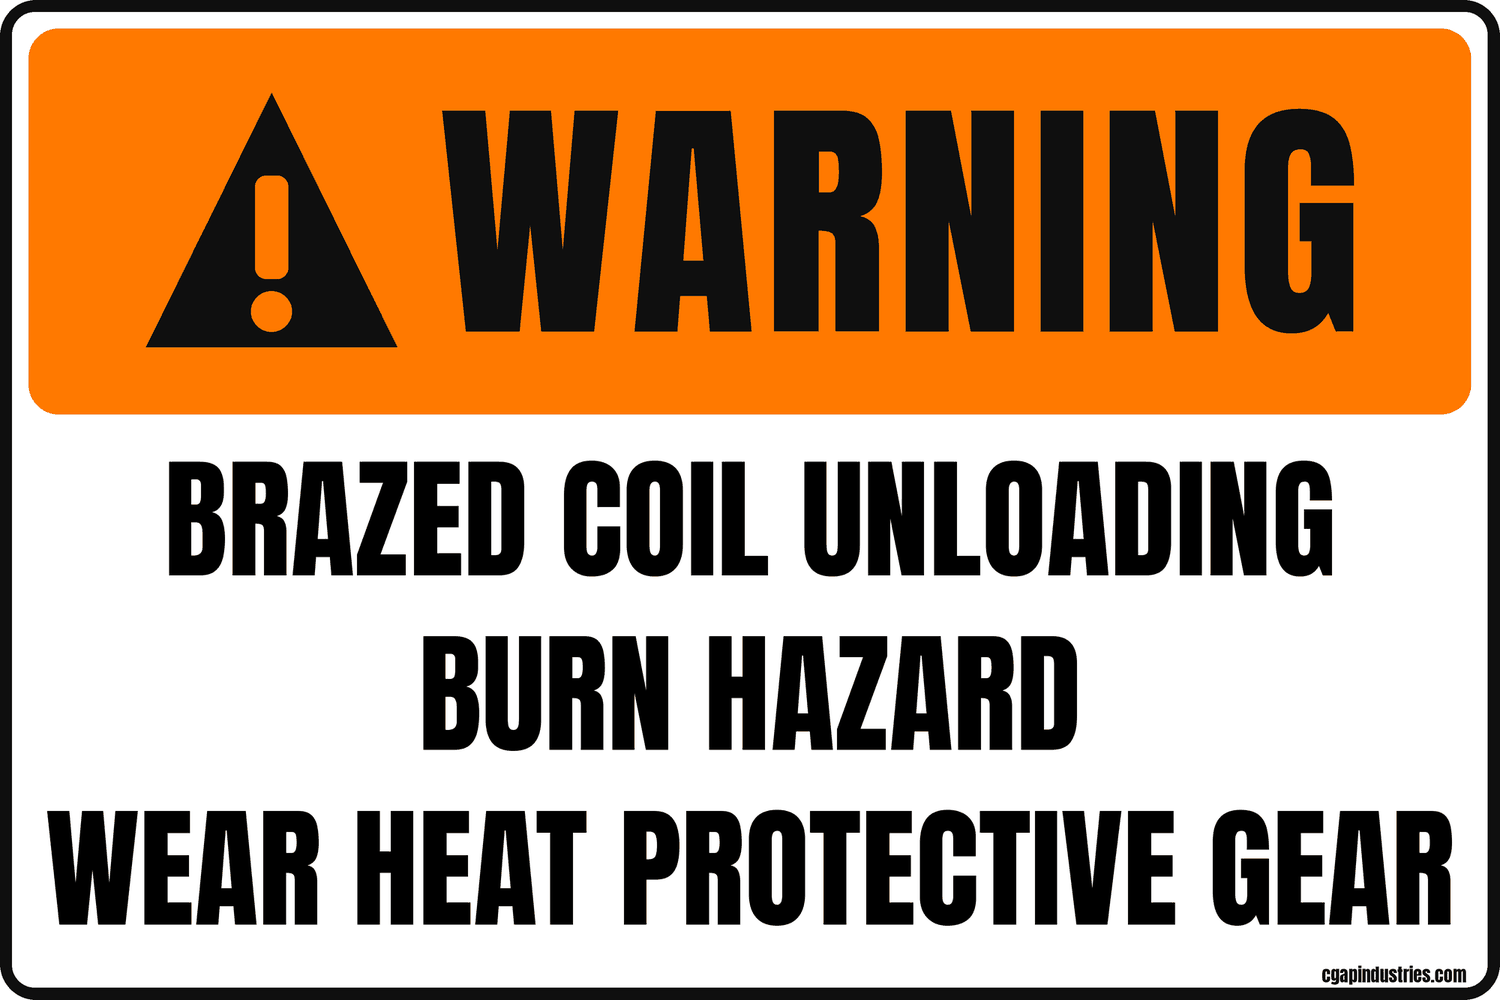 WARNING
BRAZED COIL UNLOADING
BURN HAZARD
WEAR HEAT PROTECTIVE GEAR
cgapindustries.com